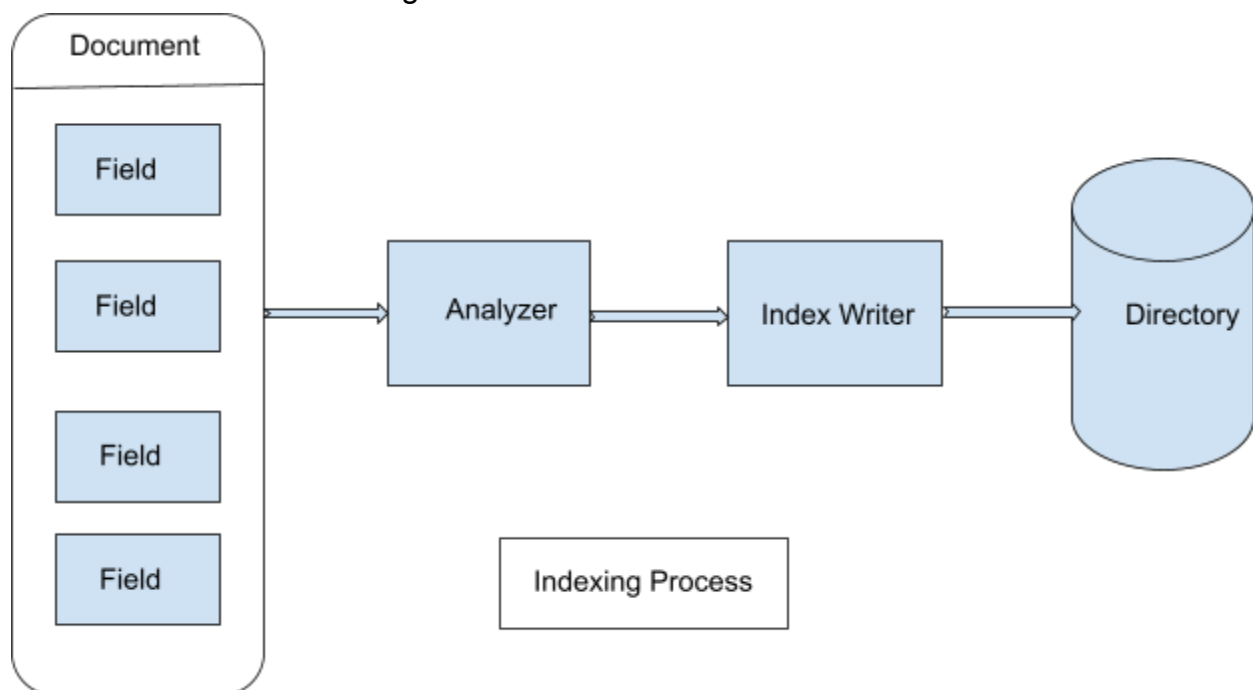 Document
Field
Field
Field
Field
Analyzer
Index Writer
Directory
Indexing Process